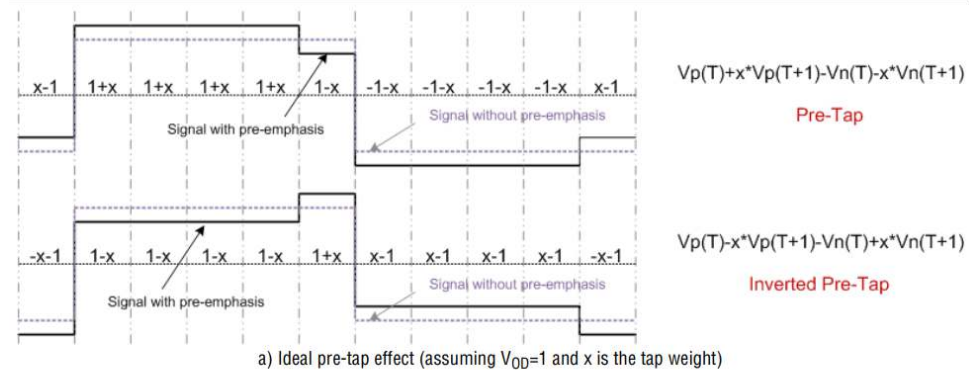 x-1 1+x 1+x 1+x 1+x 1-x -1-x -1-x -1-x -1-x x-1
Vp(T)+x*Vp(T+1)-Vn(T)-x*Vn(T+1)
Pre-Tap
Signal with pre-emphasis
Signal without pre-emphasis
-x-1 1-x 1-x 1-x 1-x 1+x x-1 x-1 x-1 x-1 -x-1
Vp(T)-x*Vp(T+1)-Vn(T)+x*Vn(T+1)
Inverted Pre-Tap
Signal with pre-emphasis
Signal without pre-emphasis
a) Ideal pre-tap effect (assuming VOD=1 and x is the tap weight)